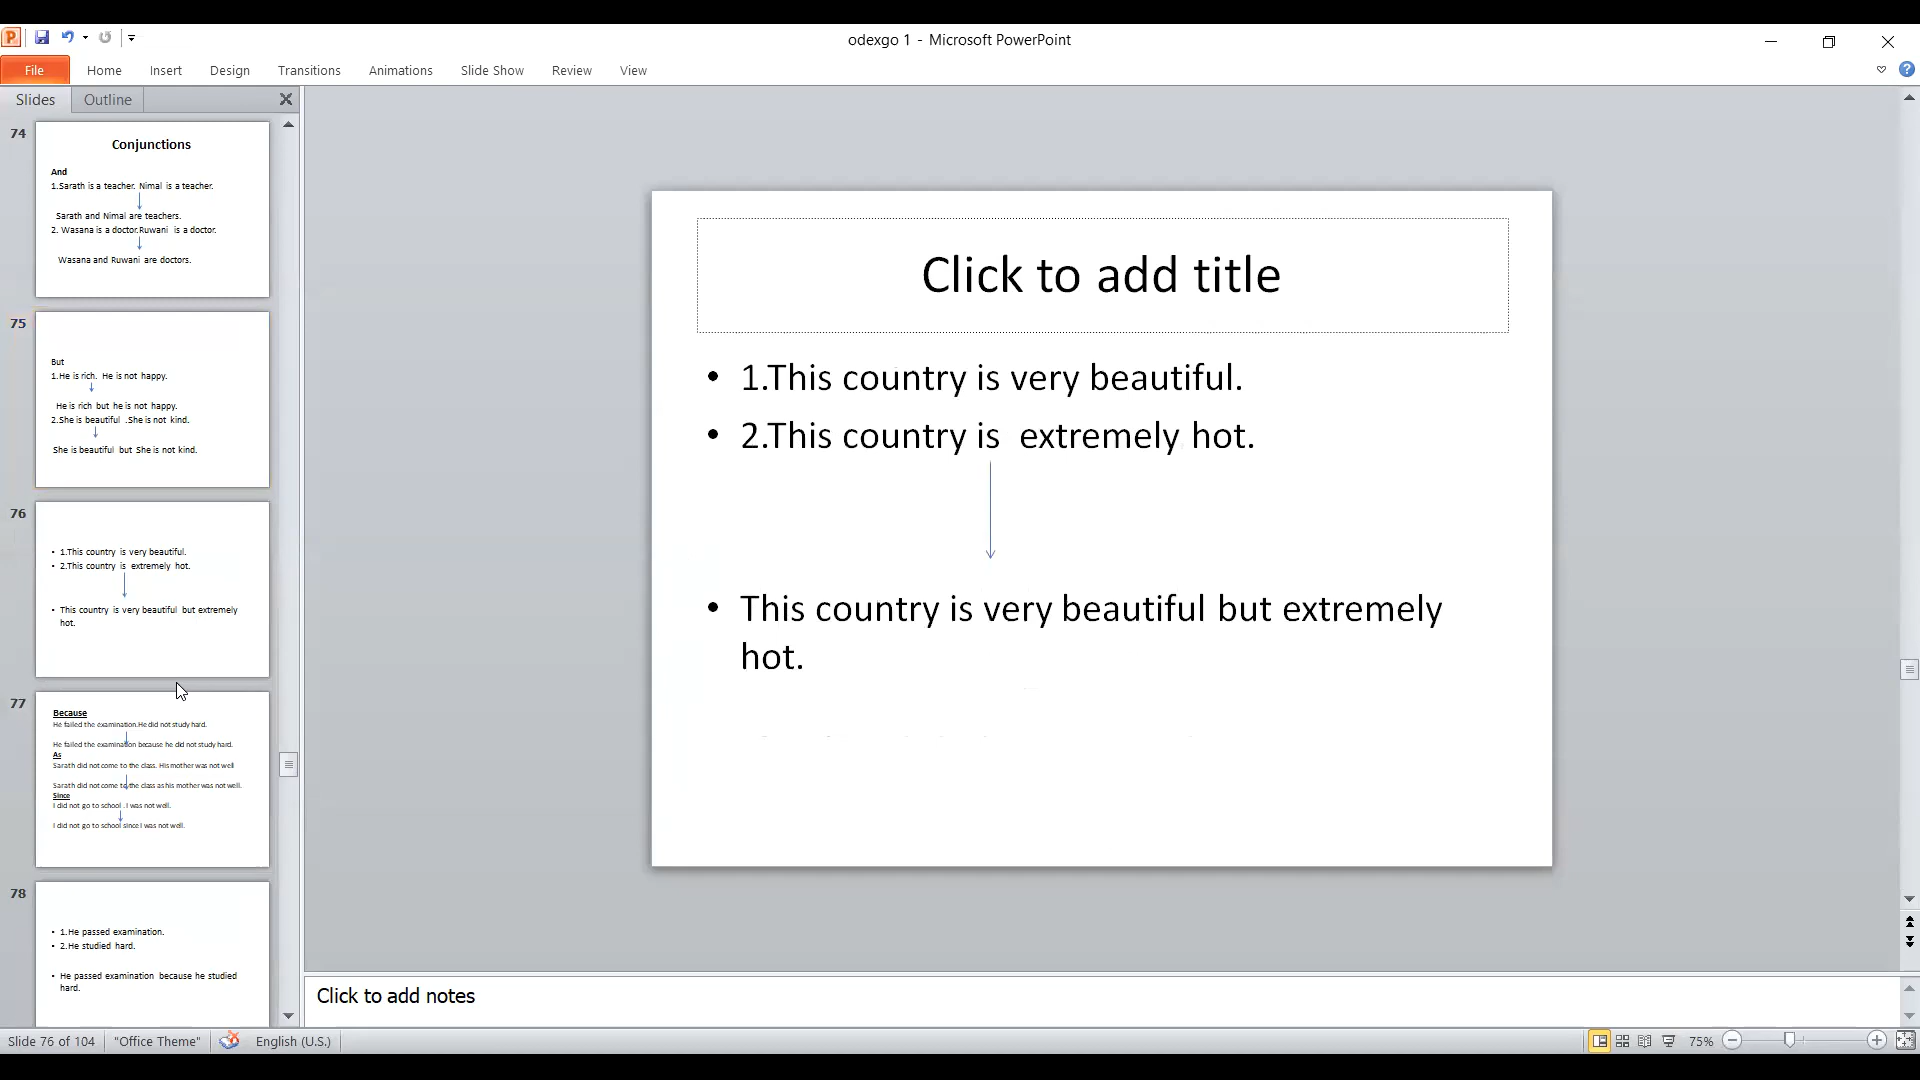 odexgo 1 - Microsoft PowerPoint
File Home Insert Design Transitions Animations Slide Show Review View
Slides Outline
74
Conjunctions
And
1.Sarath is a teacher. Nimal is a teacher.
Sarath and Nimal are teachers.
2. Wasana is a doctor.Ruwani is a doctor.
Wasana and Ruwani are doctors.
75
But
1.He is rich. He is not happy.
He is rich but he is not happy.
2.She is beautiful .She is not kind.
She is beautiful but She is not kind.
76
• 1.This country is very beautiful.
• 2.This country is extremely hot.
• This country is very beautiful but extremely
hot.
77
Because
He failed the examination.He did not study hard.
He failed the examination because he did not study hard.
As
Sarath did not come to the class. His mother was not well
Sarath did not come to the class as his mother was not well.
Since
I did not go to school . I was not well.
I did not go to school since I was not well.
78
• 1.He passed examination.
• 2.He studied hard.
• He passed examination because he studied
hard.
Click to add title
• 1.This country is very beautiful.
• 2.This country is extremely hot.
• This country is very beautiful but extremely
hot.
Click to add notes
Slide 76 of 104 "Office Theme" English (U.S.) 75%